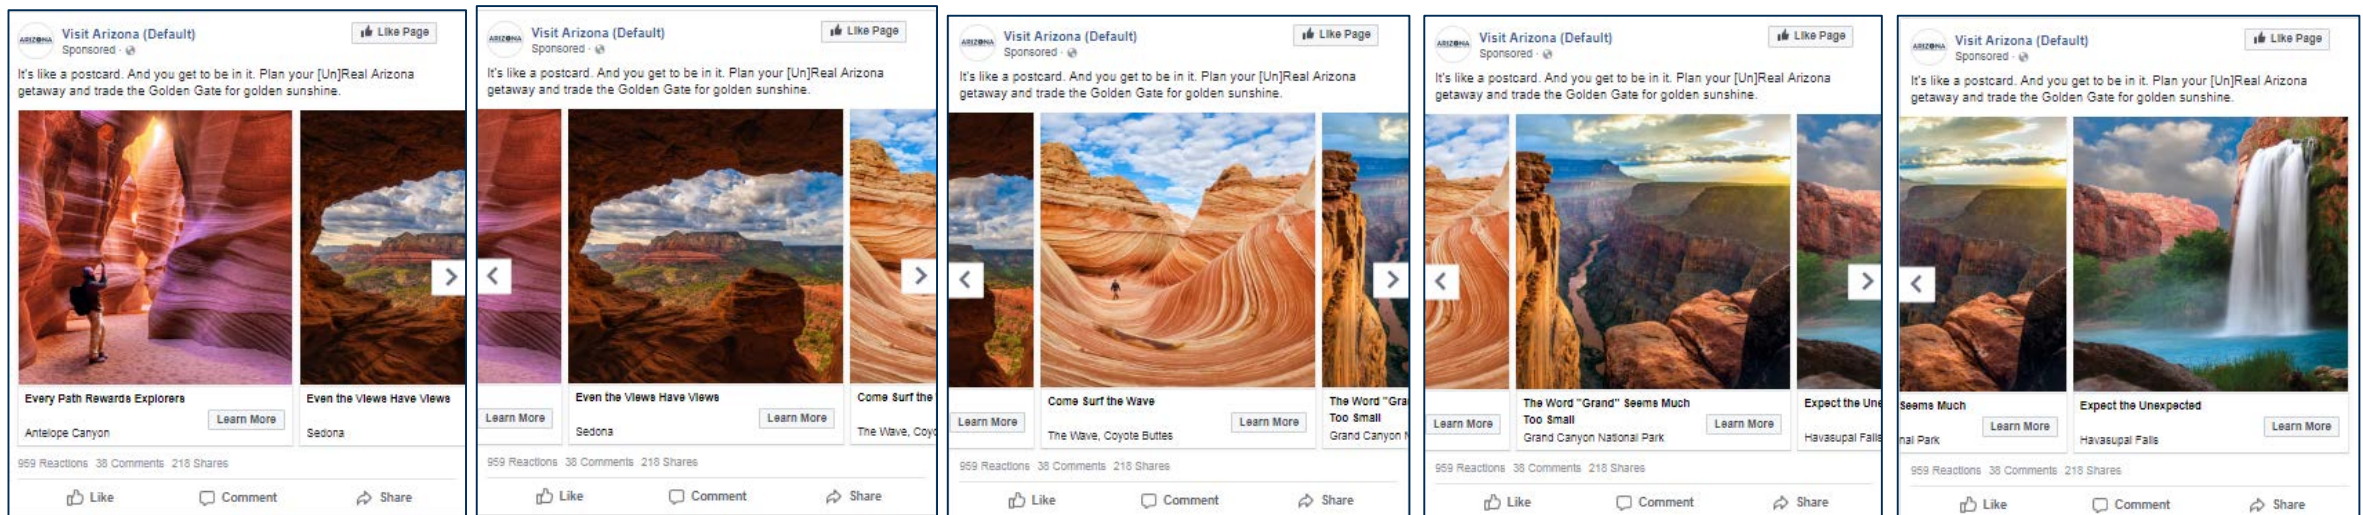 ARIZONA
Visit Arizona (Default)
Sponsored ·
Like Page
It's like a postcard. And you get to be in it. Plan your [Un]Real Arizona
getaway and trade the Golden Gate for golden sunshine.
Every Path Rewards Explorers
Learn More
Antelope Canyon
Even the Views Have Views
Sedona
959 Reactions 38 Comments 218 Shares
Like Comment Share
ARIZONA
Visit Arizona (Default)
Sponsored ·
Like Page
It's like a postcard. And you get to be in it. Plan your [Un]Real Arizona
getaway and trade the Golden Gate for golden sunshine.
Learn More
Even the Views Have Views
Learn More
Sedona
Come Surf the
The Wave, Coyo
959 Reactions 38 Comments 218 Shares
Like Comment Share
ARIZONA
Visit Arizona (Default)
Sponsored ·
Like Page
It's like a postcard. And you get to be in it. Plan your [Un]Real Arizona
getaway and trade the Golden Gate for golden sunshine.
Learn More
Come Surf the Wave
Learn More
The Wave, Coyote Buttes
The Word "Gra
Too Small
Grand Canyon N
959 Reactions 38 Comments 218 Shares
Like Comment Share
ARIZONA
Visit Arizona (Default)
Sponsored ·
Like Page
It's like a postcard. And you get to be in it. Plan your [Un]Real Arizona
getaway and trade the Golden Gate for golden sunshine.
Learn More
The Word "Grand" Seems Much
Too Small
Learn More
Grand Canyon National Park
Expect the Une
Havasupai Falls
959 Reactions 38 Comments 218 Shares
Like Comment Share
ARIZONA
Visit Arizona (Default)
Sponsored ·
Like Page
It's like a postcard. And you get to be in it. Plan your [Un]Real Arizona
getaway and trade the Golden Gate for golden sunshine.
Seems Much
Learn More
nal Park
Expect the Unexpected
Learn More
Havasupai Falls
959 Reactions 38 Comments 218 Shares
Like Comment Share